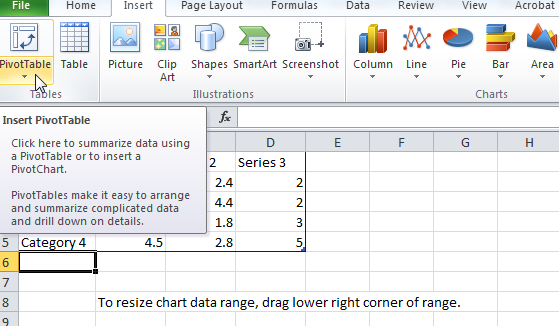 File Home Insert Page Layout Formulas Data Review View Acrobat
PivotTable Table Picture Clip Art Shapes SmartArt Screenshot Column Line Pie Bar Area
Tables Illustrations Charts
Insert PivotTable
fx
Click here to summarize data using
a PivotTable or to insert a
PivotChart.
PivotTables make it easy to arrange
and summarize complicated data
and drill down on details.
D E F G H
2 Series 3
2.4 2
4.4 2
1.8 3
5 Category 4 4.5 2.8 5
6
7
8 To resize chart data range, drag lower right corner of range.
9